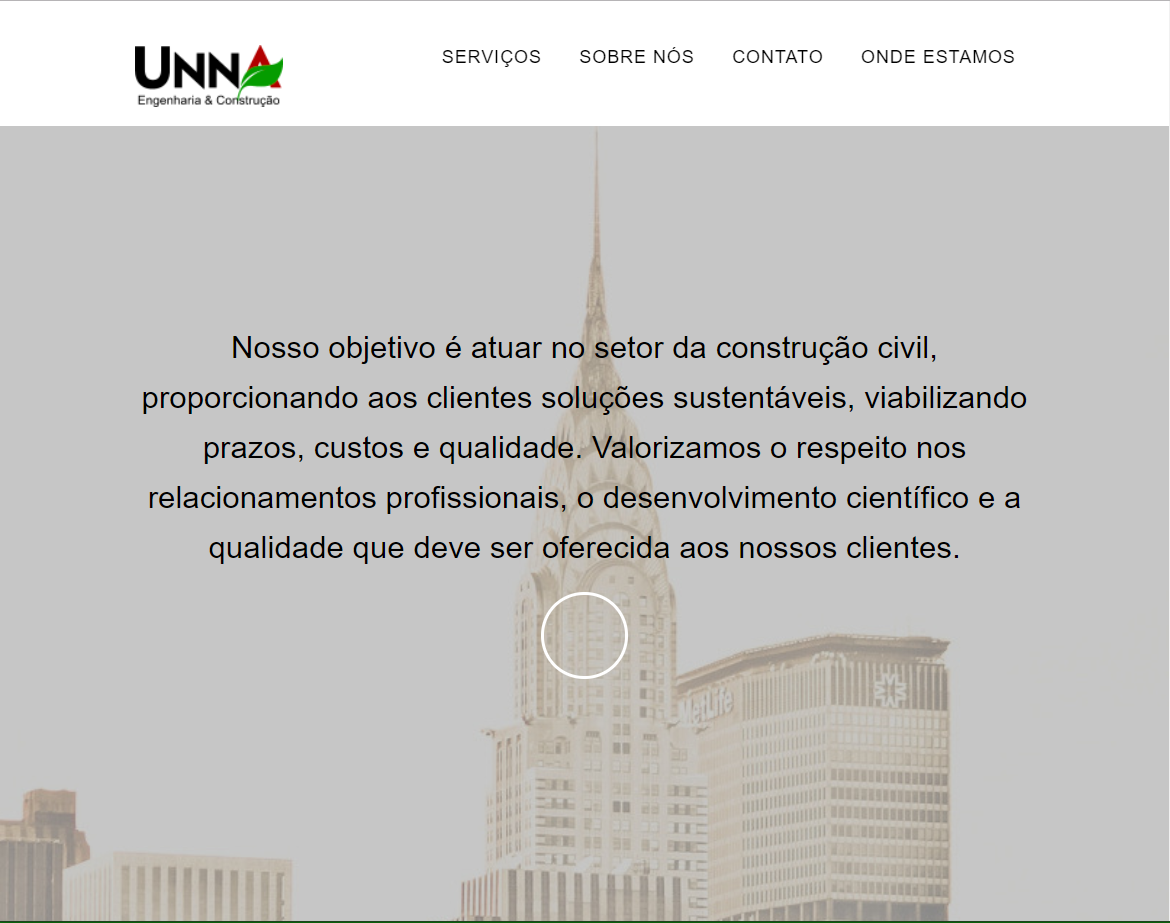 UNNA
Engenharia & Construção
SERVIÇOS SOBRE NÓS CONTATO ONDE ESTAMOS
Nosso objetivo é atuar no setor da construção civil,
proporcionando aos clientes soluções sustentáveis, viabilizando
prazos, custos e qualidade. Valorizamos o respeito nos
relacionamentos profissionais, o desenvolvimento científico e a
qualidade que deve ser oferecida aos nossos clientes.
MetLife